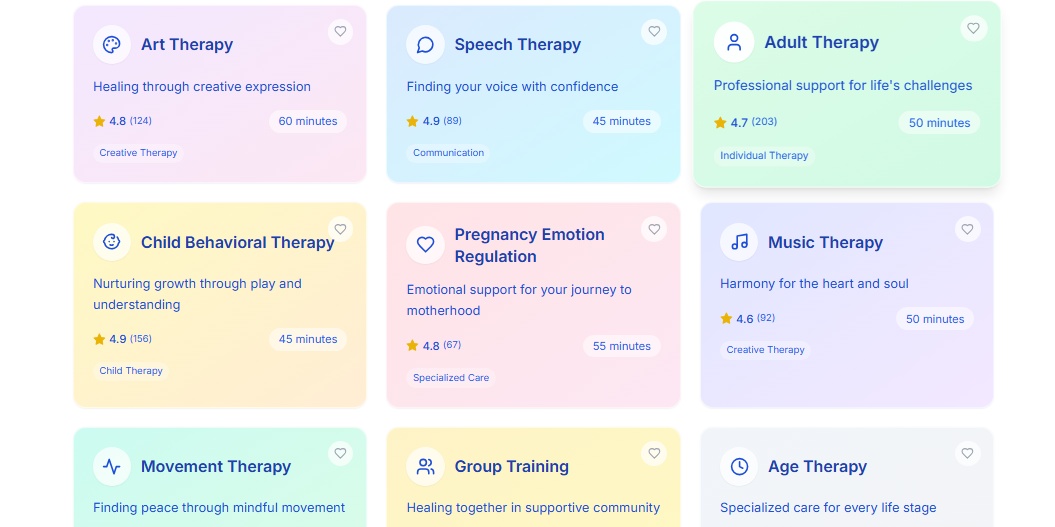 Art Therapy
Healing through creative expression
4.8 (124)
60 minutes
Creative Therapy
Speech Therapy
Finding your voice with confidence
4.9 (89)
45 minutes
Communication
Adult Therapy
Professional support for life's challenges
4.7 (203)
50 minutes
Individual Therapy
Child Behavioral Therapy
Nurturing growth through play and
understanding
4.9 (156)
45 minutes
Child Therapy
Pregnancy Emotion
Regulation
Emotional support for your journey to
motherhood
4.8 (67)
55 minutes
Specialized Care
Music Therapy
Harmony for the heart and soul
4.6 (92)
50 minutes
Creative Therapy
Movement Therapy
Finding peace through mindful movement
Group Training
Healing together in supportive community
Age Therapy
Specialized care for every life stage